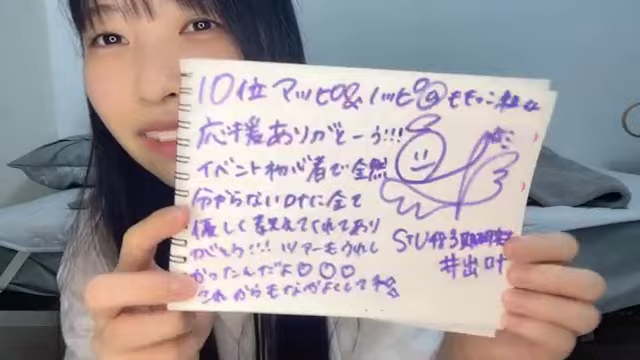 10位 マッピ&ノッピ@ももっこ
応援ありがとーう!!!
イベント初心者で全然
分からないのに全て
優しく教えてくれてあり
がとう!!! ツアーもうれし
かったんだよ♡♡♡
これからもなかよくしてね
STU48 3期研究生
井出 叶